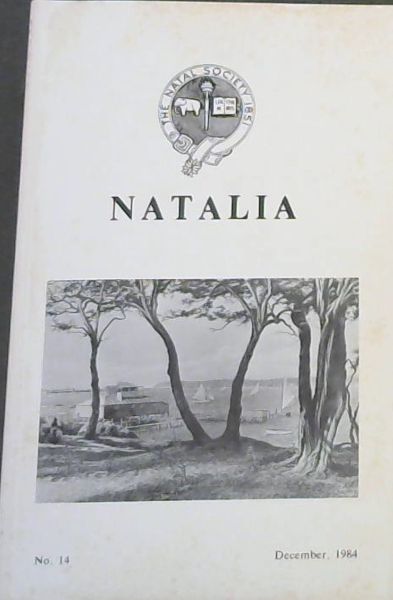 THE NATAL SOCIETY 1851
NATALIA
No. 14
December, 1984